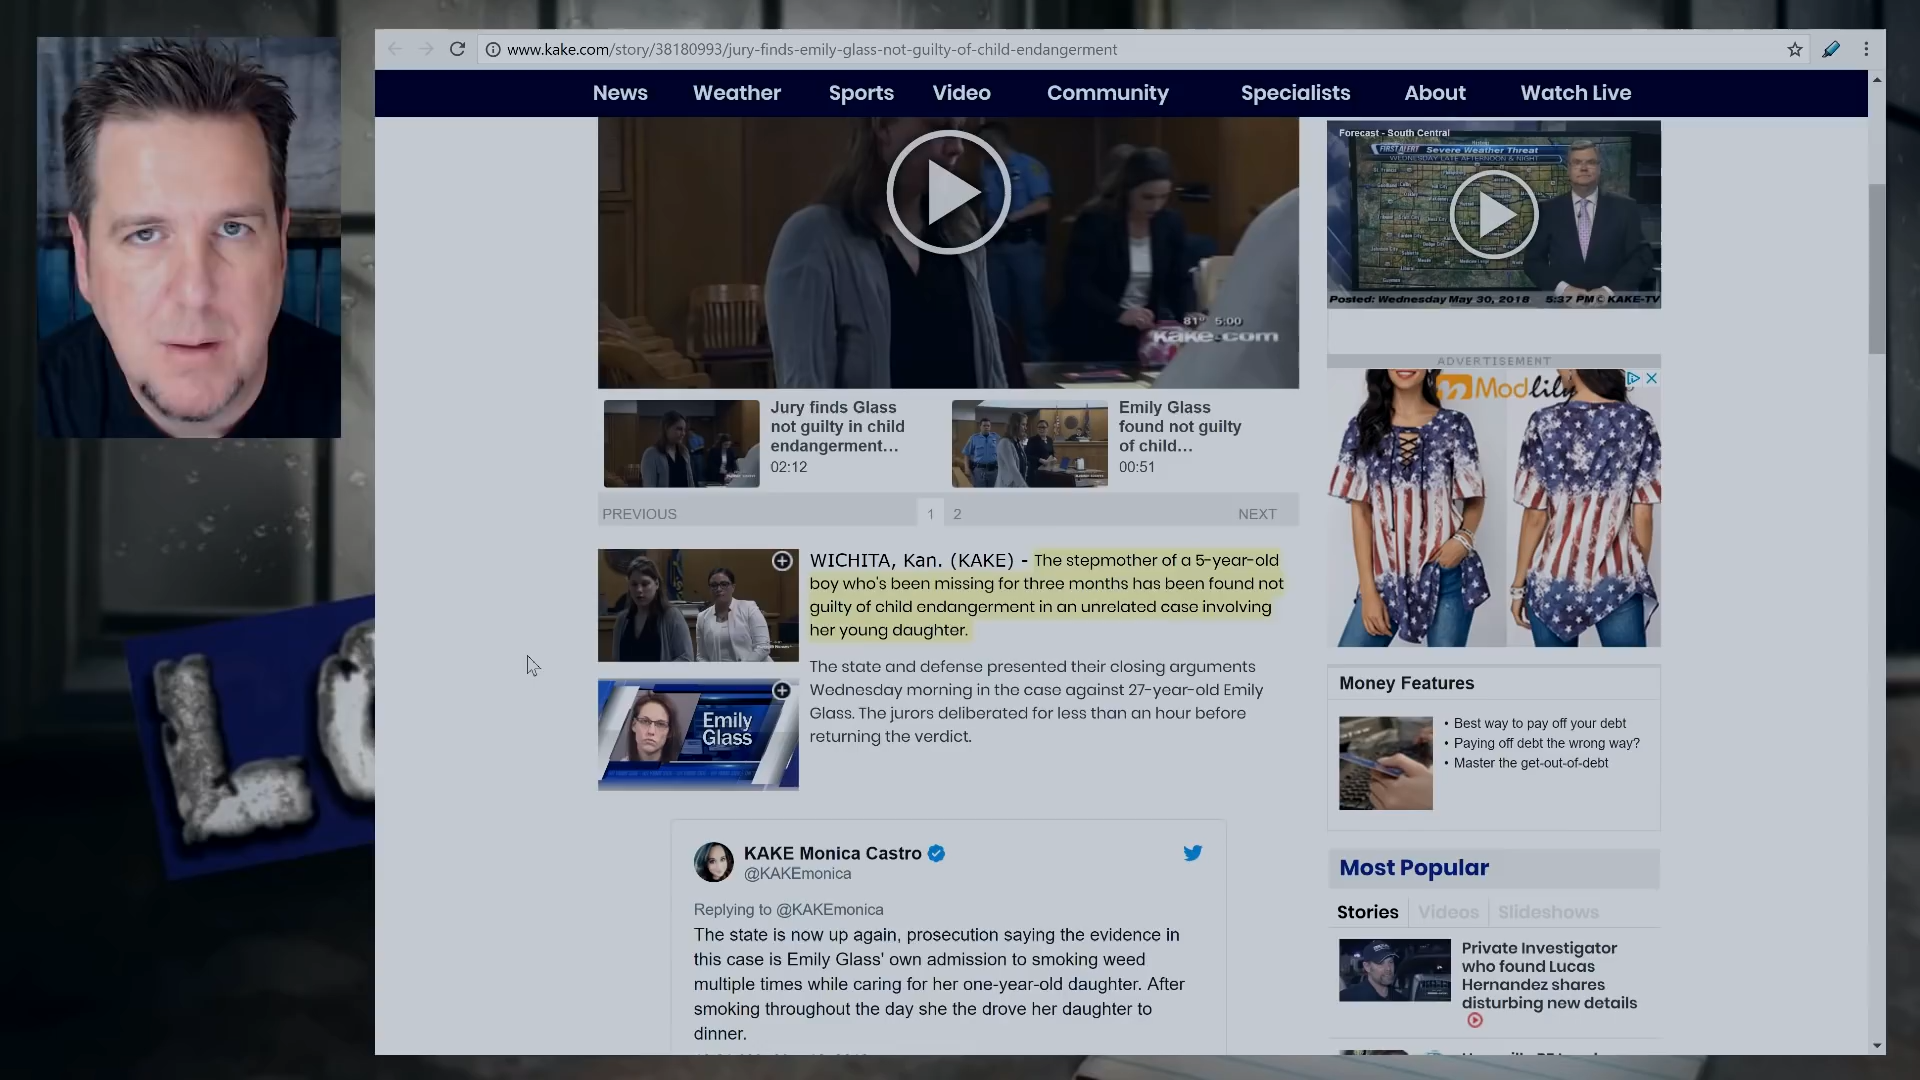 www.kake.com/story/38180993/jury-finds-emily-glass-not-guilty-of-child-endangerment
News Weather Sports Video Community Specialists About Watch Live
81° 5:00
kake.com
Forecast - South Central
FIRST ALERT Severe Weather Threat
WEDNESDAY LATE AFTERNOON & NIGHT
Posted: Wednesday May 30, 2018 5:37 PM © KAKE-TV
ADVERTISEMENT
Modlily
Jury finds Glass
not guilty in child
endangerment...
02:12
Emily Glass
found not guilty
of child...
00:51
PREVIOUS 1 2 NEXT
WICHITA, Kan. (KAKE) - The stepmother of a 5-year-old
boy who's been missing for three months has been found not
guilty of child endangerment in an unrelated case involving
her young daughter.
The state and defense presented their closing arguments
Wednesday morning in the case against 27-year-old Emily
Glass. The jurors deliberated for less than an hour before
returning the verdict.
Emily
Glass
KAKE Monica Castro
@KAKEmonica
Replying to @KAKEmonica
The state is now up again, prosecution saying the evidence in
this case is Emily Glass' own admission to smoking weed
multiple times while caring for her one-year-old daughter. After
smoking throughout the day she the drove her daughter to
dinner.
Money Features
• Best way to pay off your debt
• Paying off debt the wrong way?
• Master the get-out-of-debt
Most Popular
Stories Videos Slideshows
Private Investigator
who found Lucas
Hernandez shares
disturbing new details